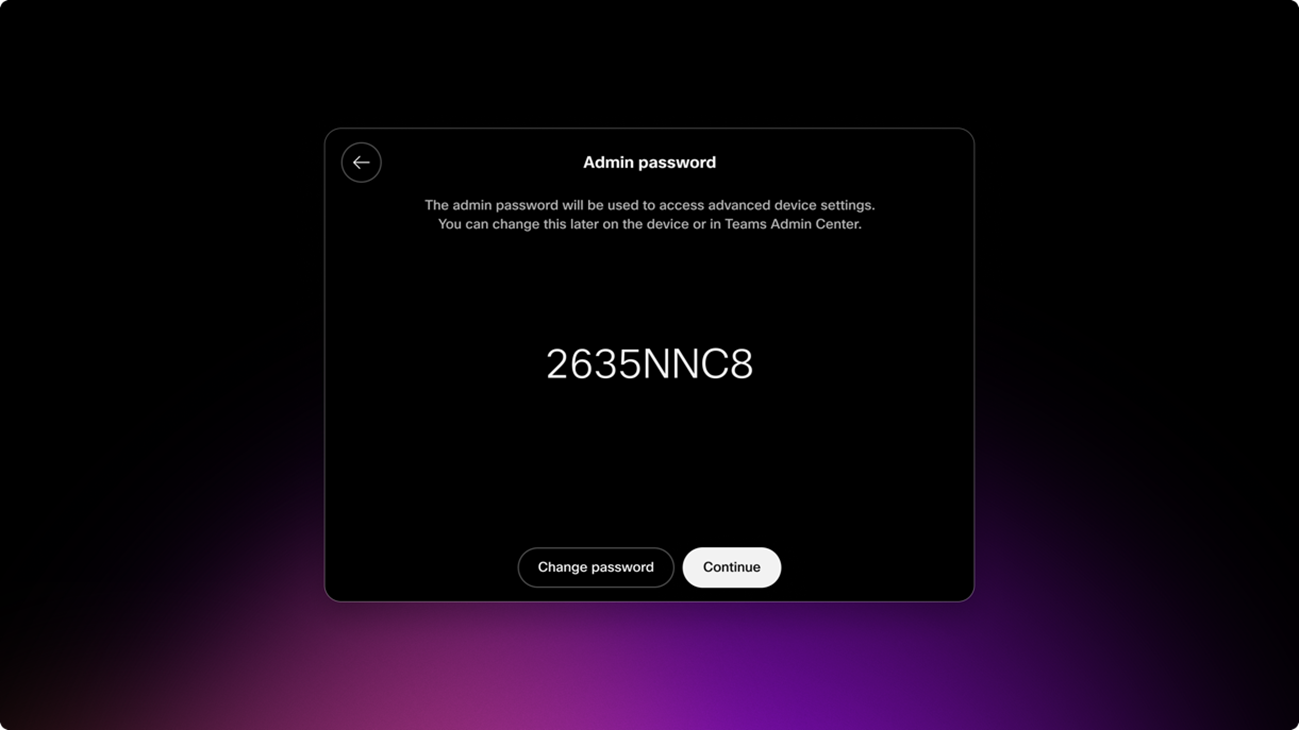 Admin password
The admin password will be used to access advanced device settings.
You can change this later on the device or in Teams Admin Center.
2635NNC8
Change password
Continue